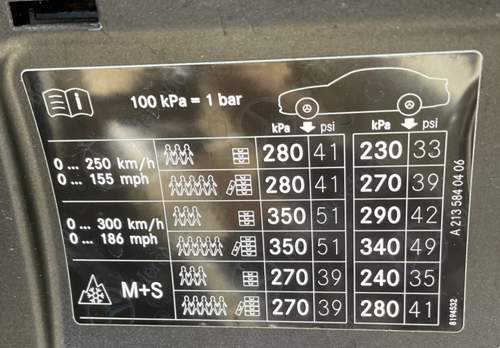 100 kPa = 1 bar
kPa psi kPa psi
0 ... 250 km/h
0 ... 155 mph
280 41 230 33
280 41 270 39
0 ... 300 km/h
0 ... 186 mph
350 51 290 42
350 51 340 49
M+S
270 39 240 35
270 39 280 41
A 213 584 04 06
8194532